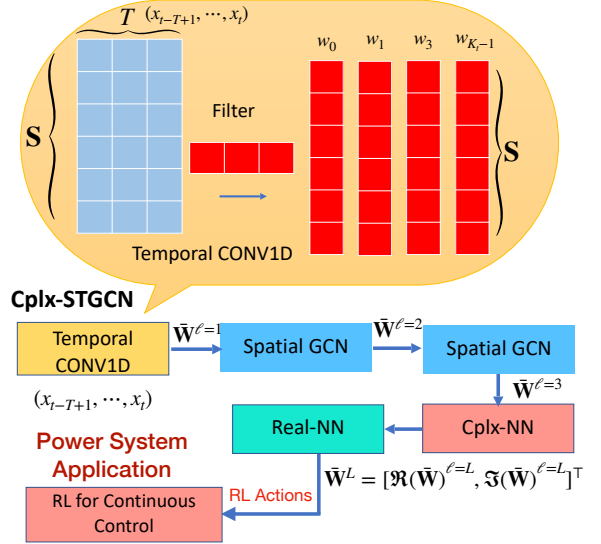 T (x_{t-T+1}, ⋯, x_t)
w_0 w_1 w_3 w_{K_t-1}
S
Filter
S
Temporal CONV1D
Cplx-STGCN
Temporal
CONV1D
W̄^{ℓ=1}
Spatial GCN
W̄^{ℓ=2}
Spatial GCN
(x_{t-T+1}, ⋯, x_t)
W̄^{ℓ=3}
Real-NN
Cplx-NN
Power System
Application
W̄^L = [ℜ(W̄)^{ℓ=L}, ℑ(W̄)^{ℓ=L}]^⊤
RL for Continuous
Control
RL Actions